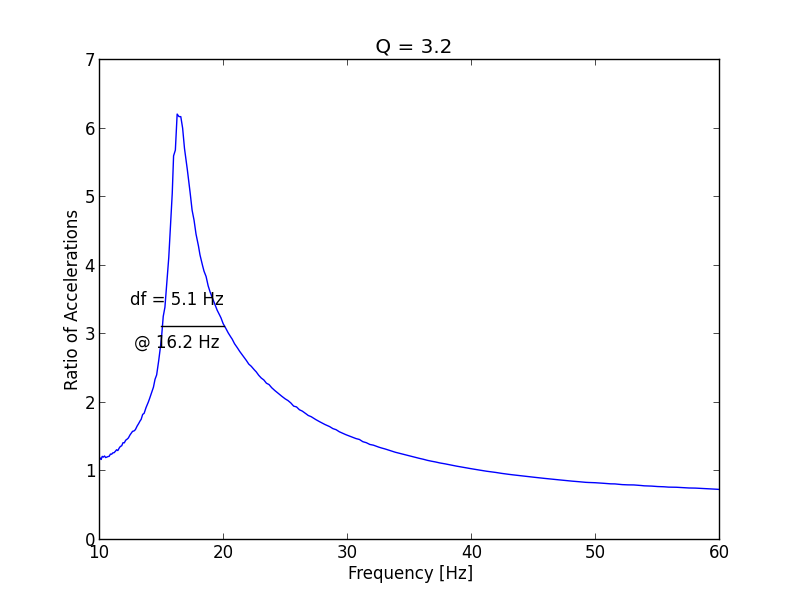 Q = 3.2
7
6
5
4
3
2
1
0
Ratio of Accelerations
df = 5.1 Hz
@ 16.2 Hz
10 20 30 40 50 60
Frequency [Hz]